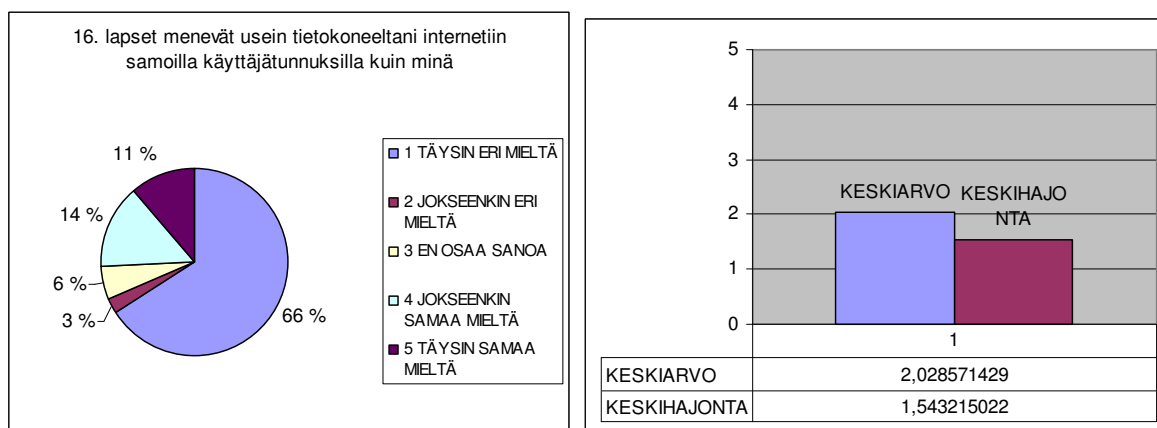 16. lapset menevät usein tietokoneeltani internetiin
samoilla käyttäjätunnuksilla kuin minä
11 %
14 %
6 %
3 %
66 %
1 TÄYSIN ERI MIELTÄ
2 JOKSEENKIN ERI
MIELTÄ
3 EN OSAA SANOA
4 JOKSEENKIN
SAMAA MIELTÄ
5 TÄYSIN SAMAA
MIELTÄ
5
4
3
2
1
0
KESKIARVO
KESKIHAJO
NTA
1
KESKIARVO 2,028571429
KESKIHAJONTA 1,543215022